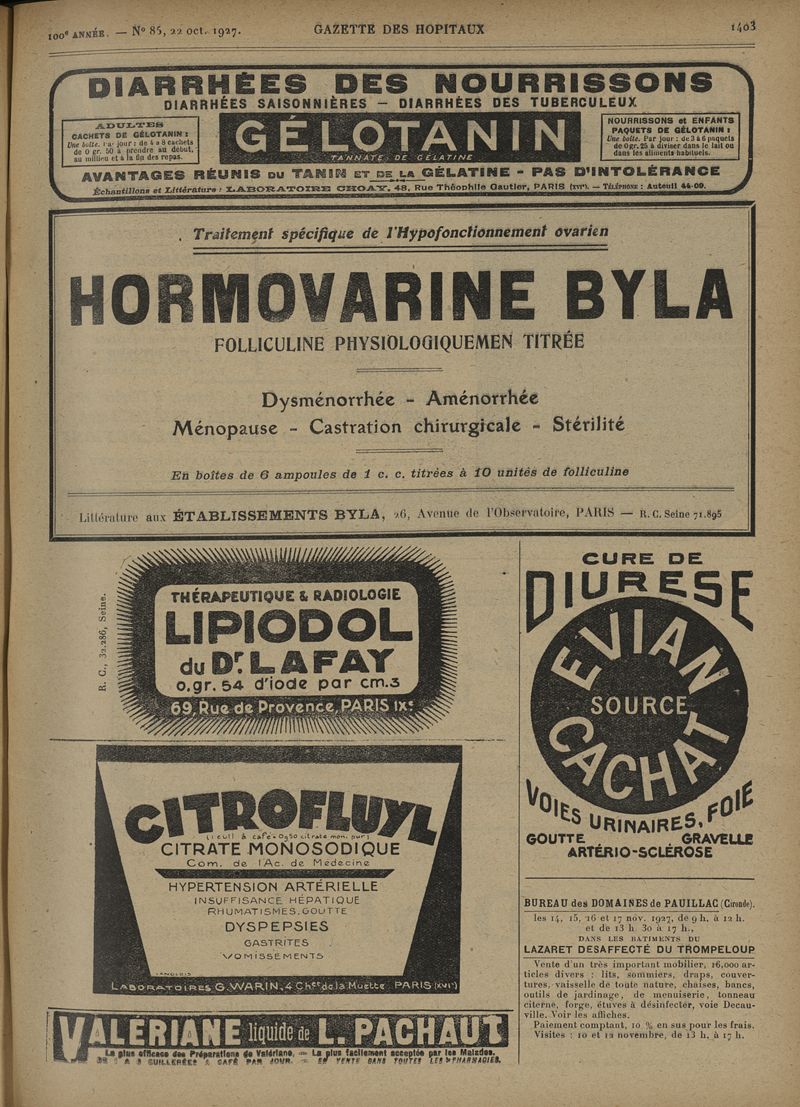 100e ANNÉE. — No 85, 22 oct. 1927.
GAZETTE DES HOPITAUX
1403
DIARRHÉES DES NOURRISSONS
DIARRHÉES SAISONNIÈRES — DIARRHÉES DES TUBERCULEUX
ADULTES
CACHETS DE GÉLOTANIN :
Une boîte. Par jour : de 4 à 8 cachets
de 0 gr. 50 à prendre au début,
au milieu et à la fin des repas.
GÉLOTANIN
TANNATE DE GÉLATINE
NOURRISSONS et ENFANTS
PAQUETS DE GÉLOTANIN :
Une boîte. Par jour : de 3 à 6 paquets
de 0gr.25 à diviser dans le lait ou
dans les aliments habituels.
AVANTAGES RÉUNIS DU TANIN ET DE LA GÉLATINE - PAS D'INTOLÉRANCE
Échantillons et Littérature : LABORATOIRE CHOAY, 48, Rue Théophile Gautier, PARIS (XVIe). — TÉLÉPHONE : Auteuil 44-09.
Traitement spécifique de l'Hypofonctionnement ovarien
HORMOVARINE BYLA
FOLLICULINE PHYSIOLOGIQUEMEN TITRÉE
Dysménorrhée - Aménorrhée
Ménopause - Castration chirurgicale - Stérilité
En boîtes de 6 ampoules de 1 c. c. titrées à 10 unités de folliculine
Littérature aux ÉTABLISSEMENTS BYLA, 26, Avenue de l'Observatoire, PARIS — R. C. Seine 71.895
R. C., 32.286, Seine.
THÉRAPEUTIQUE & RADIOLOGIE
LIPIODOL
du Dr. LAFAY
0.gr. 54 d'iode par cm.3
69, Rue de Provence, PARIS IXe.
CITROFLUYL
(1 cuil. à café = 0g50 citrate mon. pur)
CITRATE MONOSODIQUE
Com. de l'Ac. de Médecine
HYPERTENSION ARTÉRIELLE
INSUFFISANCE HÉPATIQUE
RHUMATISMES, GOUTTE
DYSPEPSIES
GASTRITES
VOMISSEMENTS
LABORATOIRES G. WARIN, 4 Chée de la Muette PARIS (XVIe)
VALÉRIANE liquide de L. PACHAUT
La plus efficace des Préparations de Valériane, — La plus facilement acceptée par les Malades.
DE 2 A 3 CUILLERÉES A CAFÉ PAR JOUR. — EN VENTE DANS TOUTES LES PHARMACIES.
CURE DE
DIURESE
EVIAN
SOURCE
CACHAT
VOIES URINAIRES, FOIE
GOUTTE GRAVELLE
ARTÉRIO-SCLÉROSE
BUREAU des DOMAINES de PAUILLAC (Gironde).
les 14, 15, 16 et 17 nov. 1927, de 9 h. à 12 h.
et de 13 h. 30 à 17 h.,
DANS LES BATIMENTS DU
LAZARET DESAFFECTÉ DU TROMPELOUP
Vente d'un très important mobilier, 16,000 ar-
ticles divers : lits, sommiers, draps, couver-
tures, vaisselle de toute nature, chaises, bancs,
outils de jardinage, de menuiserie, tonneau
citerne, forge, étuves à désinfecter, voie Decau-
ville. Voir les affiches.
Paiement comptant, 10 % en sus pour les frais.
Visites : 10 et 12 novembre, de 13 h. à 17 h.